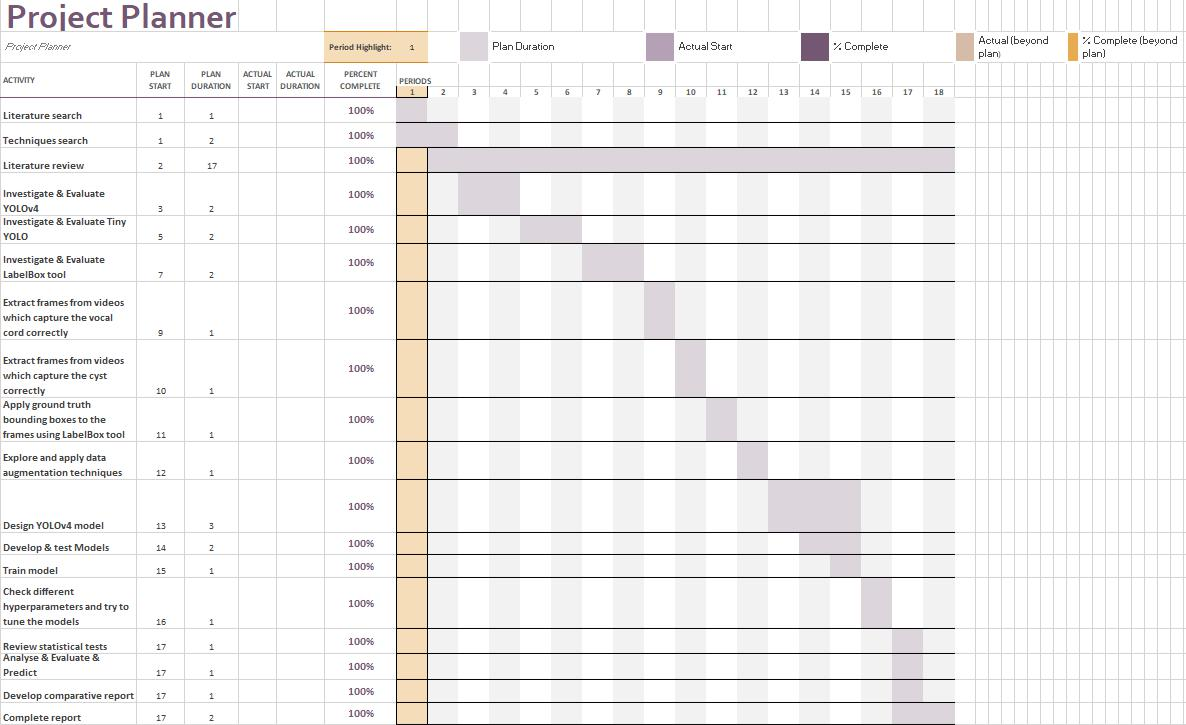 Project Planner
Project Planner
Period Highlight: 1
Plan Duration
Actual Start
% Complete
Actual (beyond
plan)
% Complete (beyond
plan)
ACTIVITY
PLAN
START
PLAN
DURATION
ACTUAL
START
ACTUAL
DURATION
PERCENT
COMPLETE
PERIODS
1 2 3 4 5 6 7 8 9 10 11 12 13 14 15 16 17 18
Literature search 1 1 100%
Techniques search 1 2 100%
Literature review 2 17 100%
Investigate & Evaluate
YOLOv4 3 2 100%
Investigate & Evaluate Tiny
YOLO 5 2 100%
Investigate & Evaluate
LabelBox tool 7 2 100%
Extract frames from videos
which capture the vocal
cord correctly 9 1 100%
Extract frames from videos
which capture the cyst
correctly 10 1 100%
Apply ground truth
bounding boxes to the
frames using LabelBox tool 11 1 100%
Explore and apply data
augmentation techniques 12 1 100%
Design YOLOv4 model 13 3 100%
Develop & test Models 14 2 100%
Train model 15 1 100%
Check different
hyperparameters and try to
tune the models 16 1 100%
Review statistical tests 17 1 100%
Analyse & Evaluate &
Predict 17 1 100%
Develop comparative report 17 1 100%
Complete report 17 2 100%